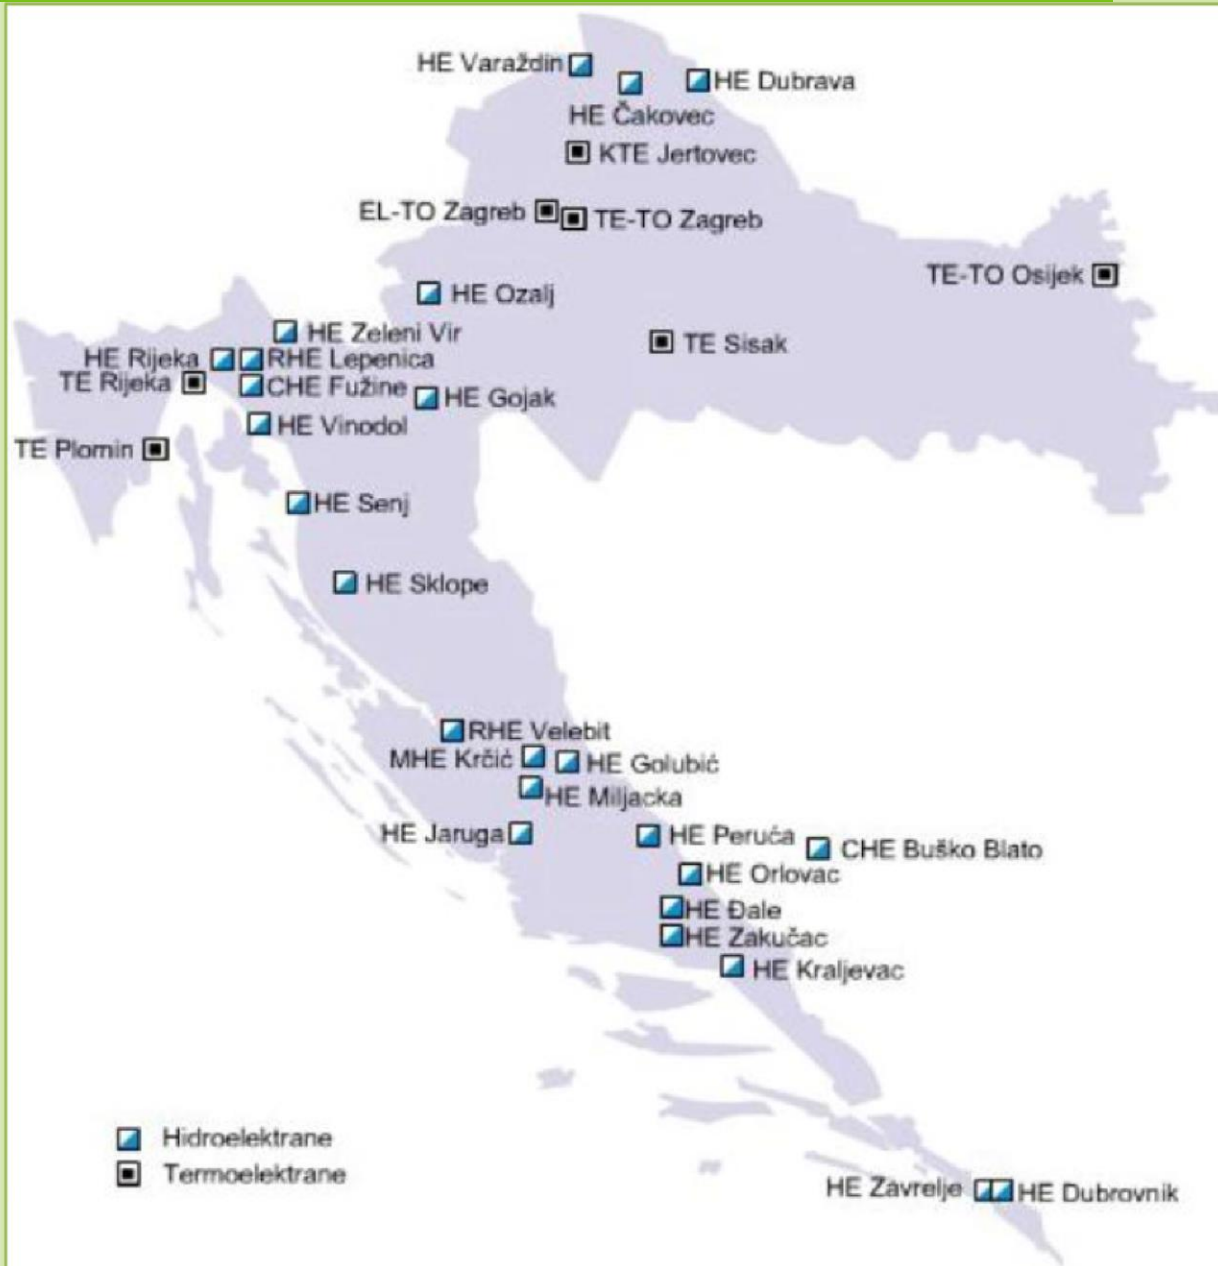 HE Varaždin
HE Dubrava
HE Čakovec
KTE Jertovec
EL-TO Zagreb
TE-TO Zagreb
TE-TO Osijek
HE Ozalj
HE Zeleni Vir
TE Sisak
HE Rijeka
RHE Lepenica
TE Rijeka
CHE Fužine
HE Gojak
HE Vinodol
TE Plomin
HE Senj
HE Sklope
RHE Velebit
MHE Krčić
HE Golubić
HE Miljacka
HE Jaruga
HE Peruća
CHE Buško Blato
HE Orlovac
HE Đale
HE Zakučac
HE Kraljevac
Hidroelektrane
Termoelektrane
HE Zavrelje
HE Dubrovnik